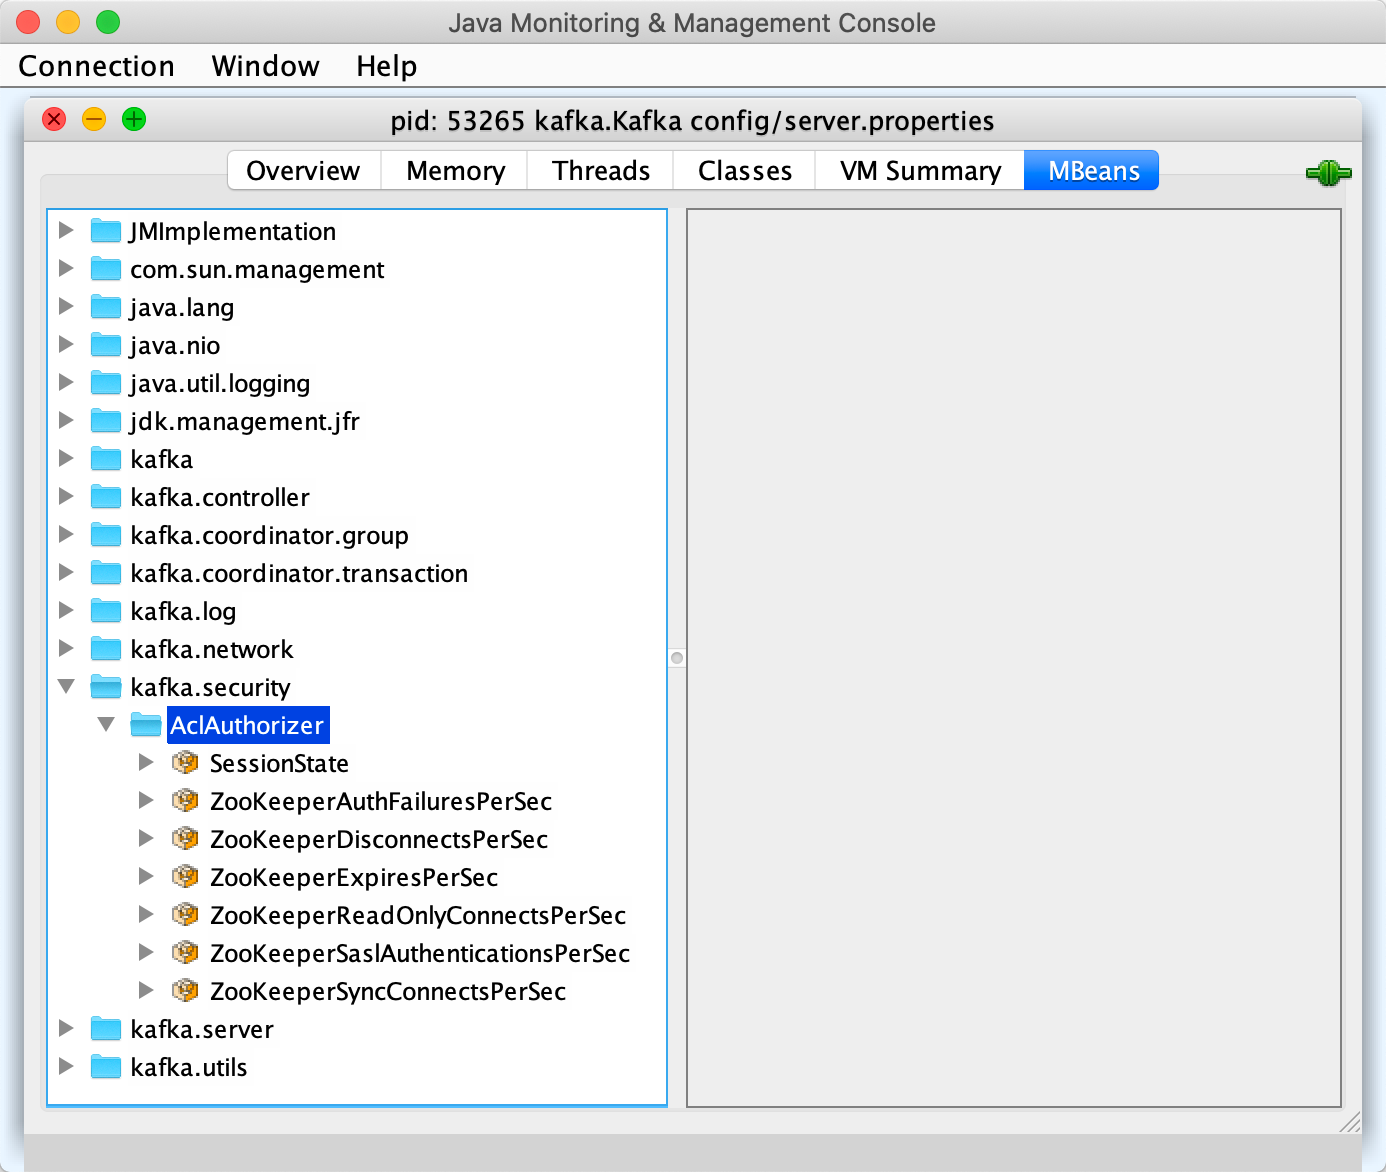 Java Monitoring & Management Console
Connection Window Help
pid: 53265 kafka.Kafka config/server.properties
Overview Memory Threads Classes VM Summary MBeans
JMImplementation
com.sun.management
java.lang
java.nio
java.util.logging
jdk.management.jfr
kafka
kafka.controller
kafka.coordinator.group
kafka.coordinator.transaction
kafka.log
kafka.network
kafka.security
AclAuthorizer
SessionState
ZooKeeperAuthFailuresPerSec
ZooKeeperDisconnectsPerSec
ZooKeeperExpiresPerSec
ZooKeeperReadOnlyConnectsPerSec
ZooKeeperSaslAuthenticationsPerSec
ZooKeeperSyncConnectsPerSec
kafka.server
kafka.utils